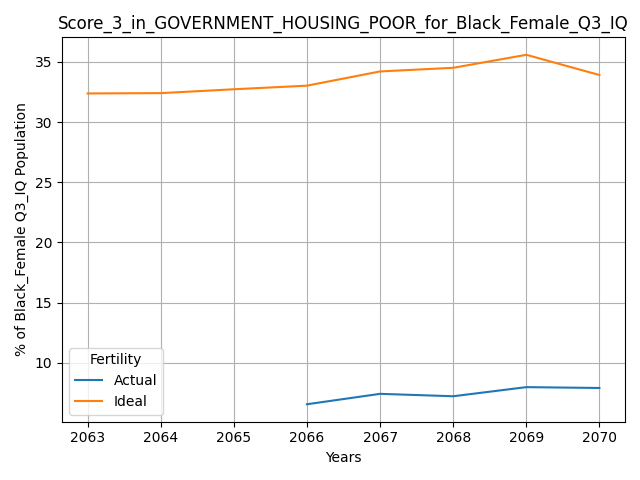 Score_3_in_GOVERNMENT_HOUSING_POOR_for_Black_Female_Q3_IQ
% of Black_Female Q3_IQ Population
35
30
25
20
15
10
Fertility
Actual
Ideal
2063 2064 2065 2066 2067 2068 2069 2070
Years